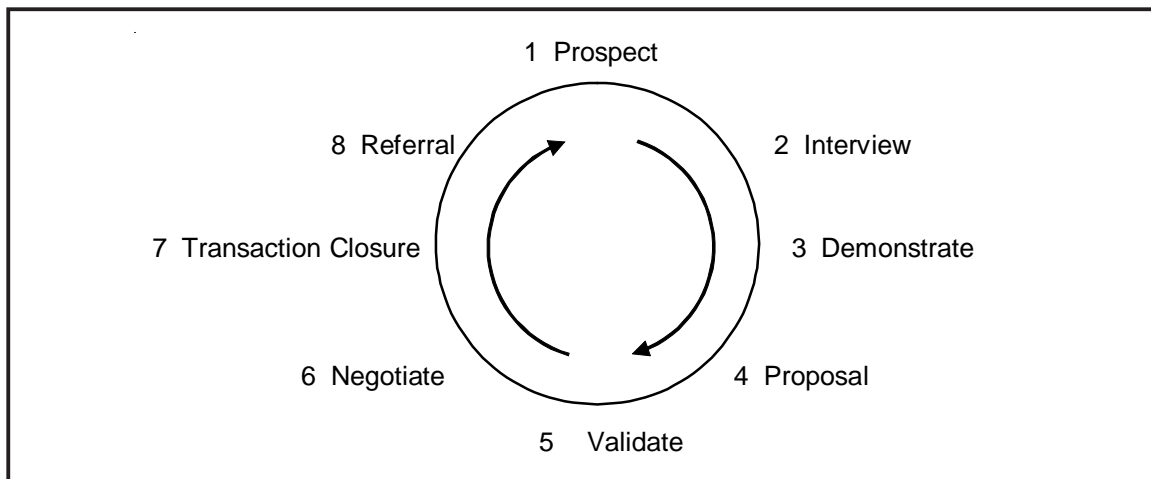 1 Prospect
2 Interview
3 Demonstrate
4 Proposal
5 Validate
6 Negotiate
7 Transaction Closure
8 Referral